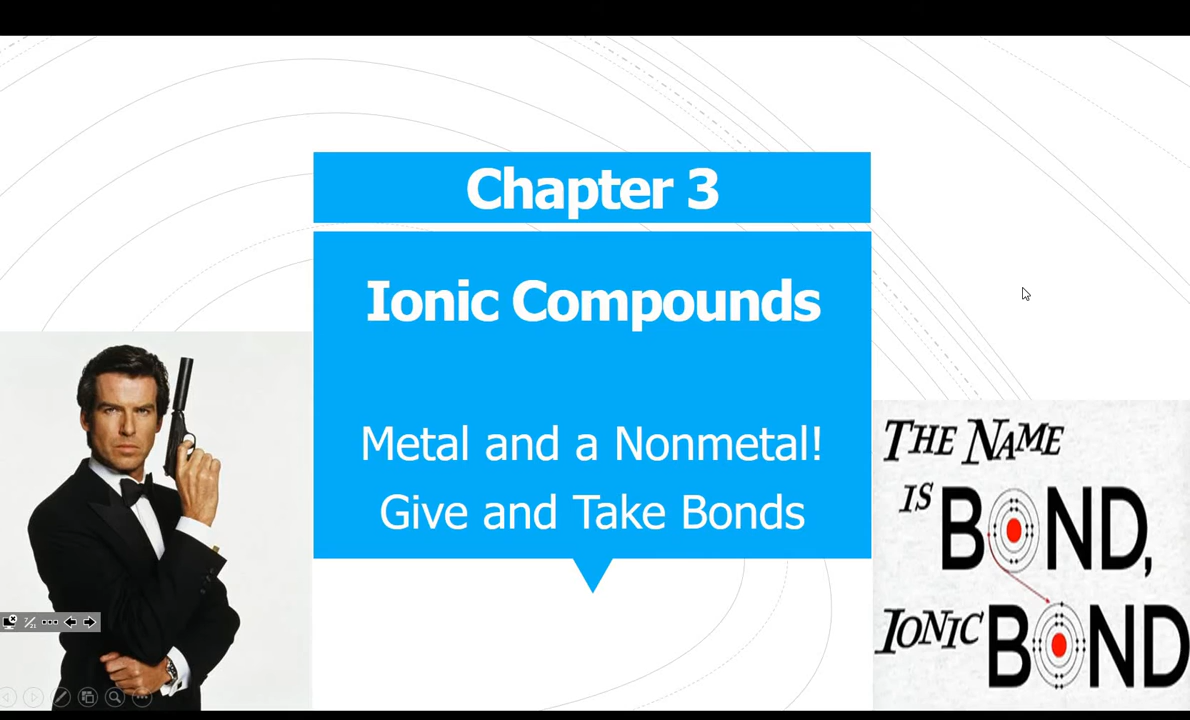 Chapter 3
Ionic Compounds
Metal and a Nonmetal!
Give and Take Bonds
THE NAME
IS BOND,
IONIC BOND